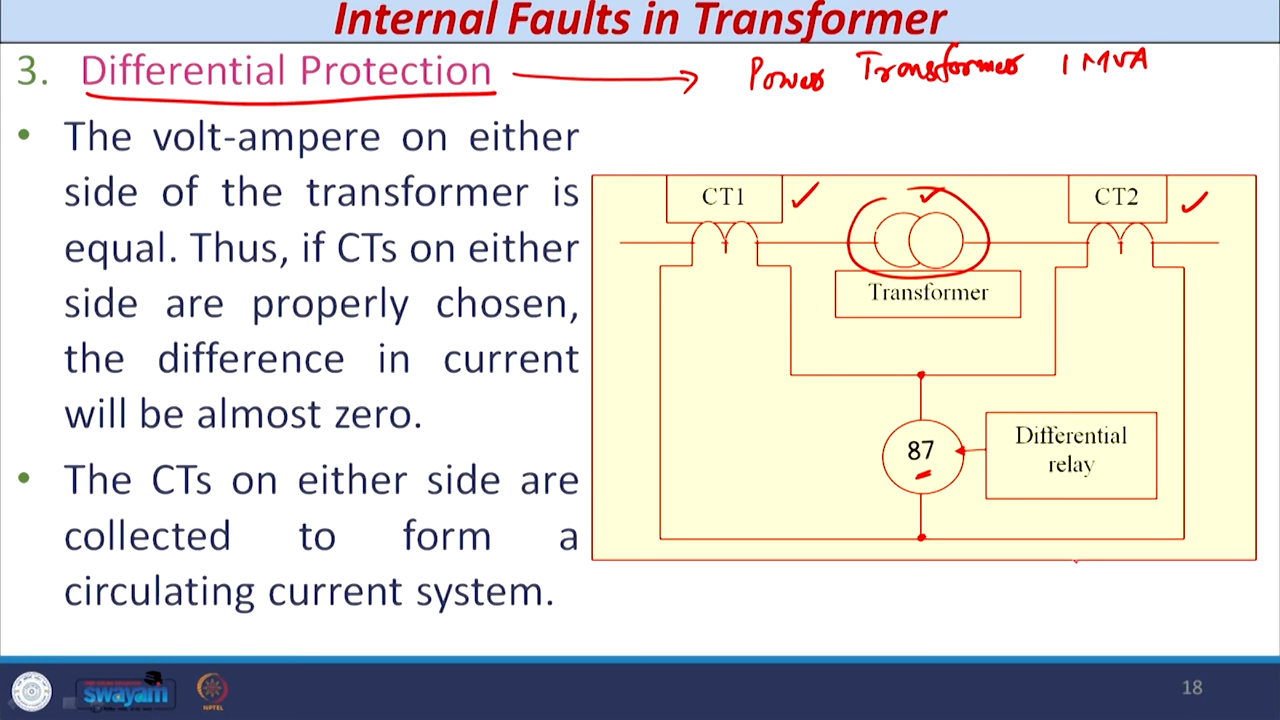 Internal Faults in Transformer
3. Differential Protection
Power Transformer 1 MVA
• The volt-ampere on either
side of the transformer is
equal. Thus, if CTs on either
side are properly chosen,
the difference in current
will be almost zero.
• The CTs on either side are
collected to form a
circulating current system.
CT1
CT2
Transformer
87
Differential
relay
swayam
NPTEL
18